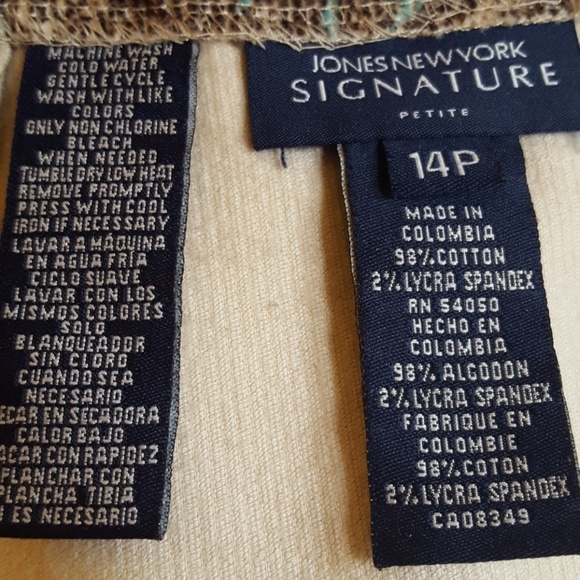 MACHINE WASH
COLD WATER
GENTLE CYCLE
WASH WITH LIKE
COLORS
ONLY NON CHLORINE
BLEACH
WHEN NEEDED
TUMBLE DRY LOW HEAT
REMOVE PROMPTLY
PRESS WITH COOL
IRON IF NECESSARY
LAVAR A MÁQUINA
EN AGUA FRÍA
CICLO SUAVE
LAVAR CON LOS
MISMOS COLORES
SOLO
BLANQUEADOR
SIN CLORO
CUANDO SEA
NECESARIO
ECAR EN SECADORA
CALOR BAJO
ACAR CON RAPIDEZ
PLANCHAR CON
PLANCHA TIBIA
I ES NECESARIO
JONES NEW YORK
SIGNATURE
PETITE
14P
MADE IN
COLOMBIA
98% COTTON
2% LYCRA SPANDEX
RN 54050
HECHO EN
COLOMBIA
98% ALGODON
2% LYCRA SPANDEX
FABRIQUE EN
COLOMBIE
98% COTON
2% LYCRA SPANDEX
CA08349